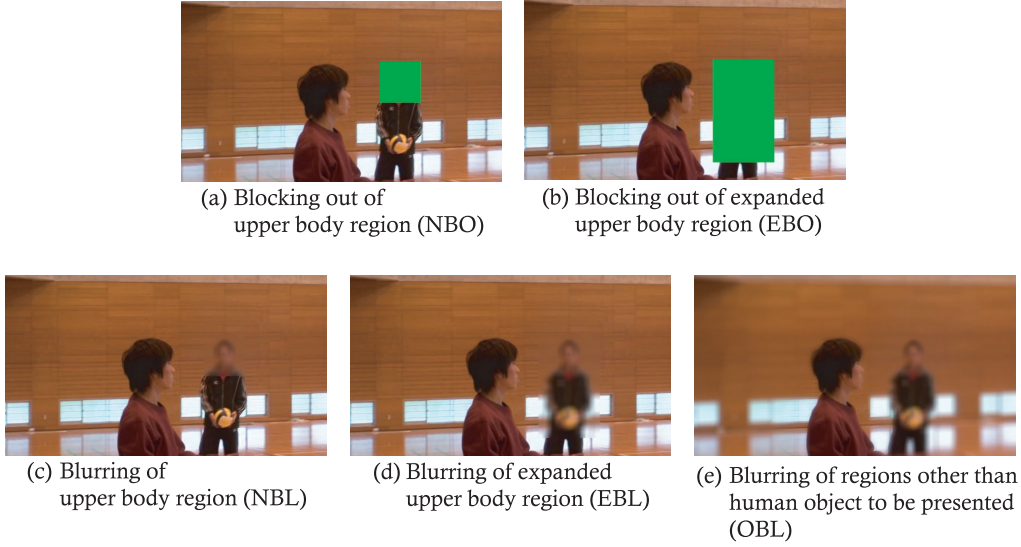 (a) Blocking out of
upper body region (NBO)
(b) Blocking out of expanded
upper body region (EBO)
(c) Blurring of
upper body region (NBL)
(d) Blurring of expanded
upper body region (EBL)
(e) Blurring of regions other than
human object to be presented
(OBL)